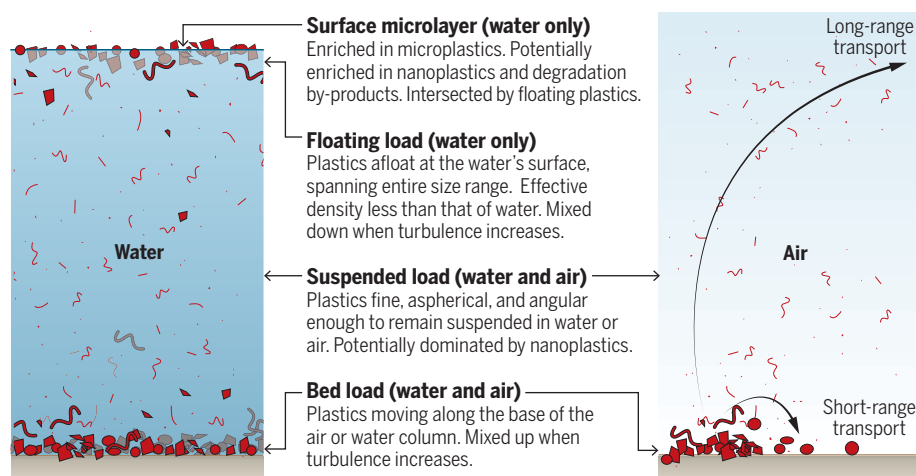 Surface microlayer (water only)
Enriched in microplastics. Potentially
enriched in nanoplastics and degradation
by-products. Intersected by floating plastics.
Floating load (water only)
Plastics afloat at the water's surface,
spanning entire size range. Effective
density less than that of water. Mixed
down when turbulence increases.
Water
Suspended load (water and air)
Plastics fine, aspherical, and angular
enough to remain suspended in water or
air. Potentially dominated by nanoplastics.
Bed load (water and air)
Plastics moving along the base of the
air or water column. Mixed up when
turbulence increases.
Long-range
transport
Air
Short-range
transport